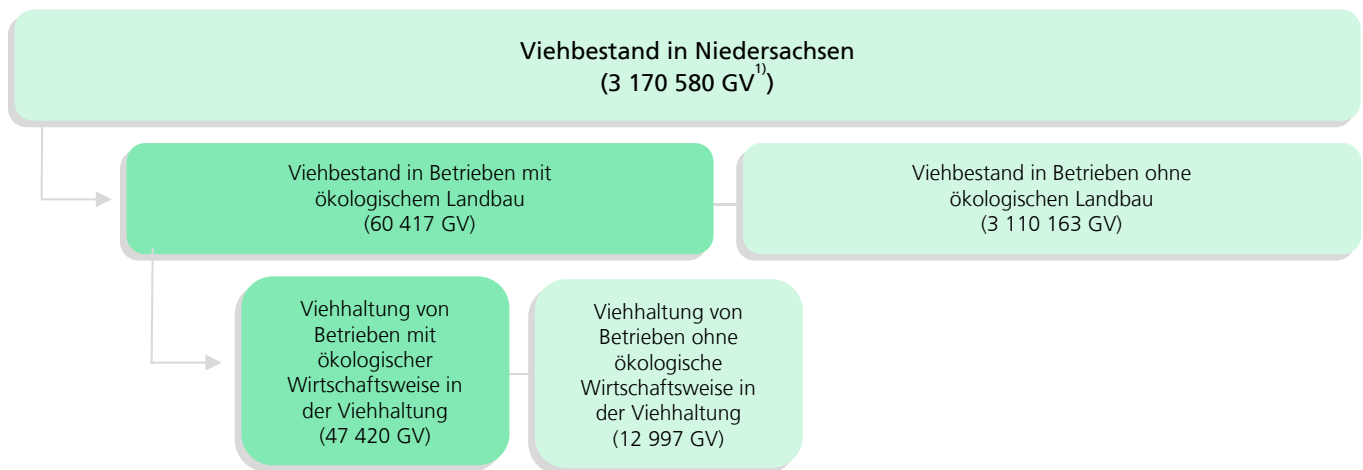 Viehbestand in Niedersachsen
(3 170 580 GV1))
Viehbestand in Betrieben mit
ökologischem Landbau
(60 417 GV)
Viehbestand in Betrieben ohne
ökologischen Landbau
(3 110 163 GV)
Viehhaltung von
Betrieben mit
ökologischer
Wirtschaftsweise in
der Viehhaltung
(47 420 GV)
Viehhaltung von
Betrieben ohne
ökologische
Wirtschaftsweise in
der Viehhaltung
(12 997 GV)